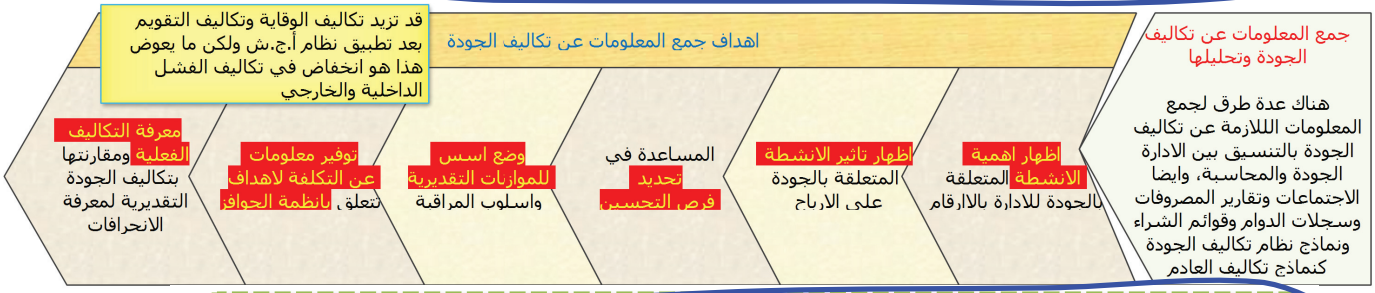 جمع المعلومات عن تكاليف
الجودة وتحليلها
هناك عدة طرق لجمع
المعلومات الللازمة عن تكاليف
الجودة بالتنسيق بين الادارة
الجودة والمحاسبة، وايضا
الاجتماعات وتقارير المصروفات
وسجلات الدوام وقوائم الشراء
ونماذج نظام تكاليف الجودة
كنماذج تكاليف العادم
اهداف جمع المعلومات عن تكاليف الجودة
قد تزيد تكاليف الوقاية وتكاليف التقويم
بعد تطبيق نظام أ.ج.ش ولكن ما يعوض
هذا هو انخفاض في تكاليف الفشل
الداخلية والخارجي
اظهار اهمية
الانشطة المتعلقة
بالجودة للادارة بالاارقام
اظهار تاثير الانشطة
المتعلقة بالجودة
على الارباح
المساعدة في
تحديد
فرص التحسين
وضع اسس
للموازنات التقديرية
واسلوب المراقبة
توفير معلومات
عن التكلفة لاهداف
تتعلق بانظمة الحوافز
معرفة التكاليف
الفعلية ومقارنتها
بتكاليف الجودة
التقديرية لمعرفة
الانحرافات